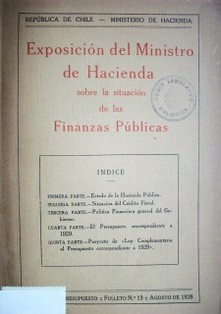 REPÚBLICA DE CHILE — MINISTERIO DE HACIENDA
Exposición del Ministro
de Hacienda
sobre la situación
de las
Finanzas Públicas
INDICE
PRIMERA PARTE.—Estado de la Hacienda Pública.
SEGUNDA PARTE.—Situación del Crédito Fiscal.
TERCERA PARTE.—Política Financiera general del Go-
bierno.
CUARTA PARTE.—El Presupuesto correspondiente a
1929.
QUINTA PARTE.—Proyecto de «Ley Complementaria
el Presupuesto correspondiente a 1929».
PRESUPUESTO :: FOLLETO N.º 13 :: AGOSTO DE 1928